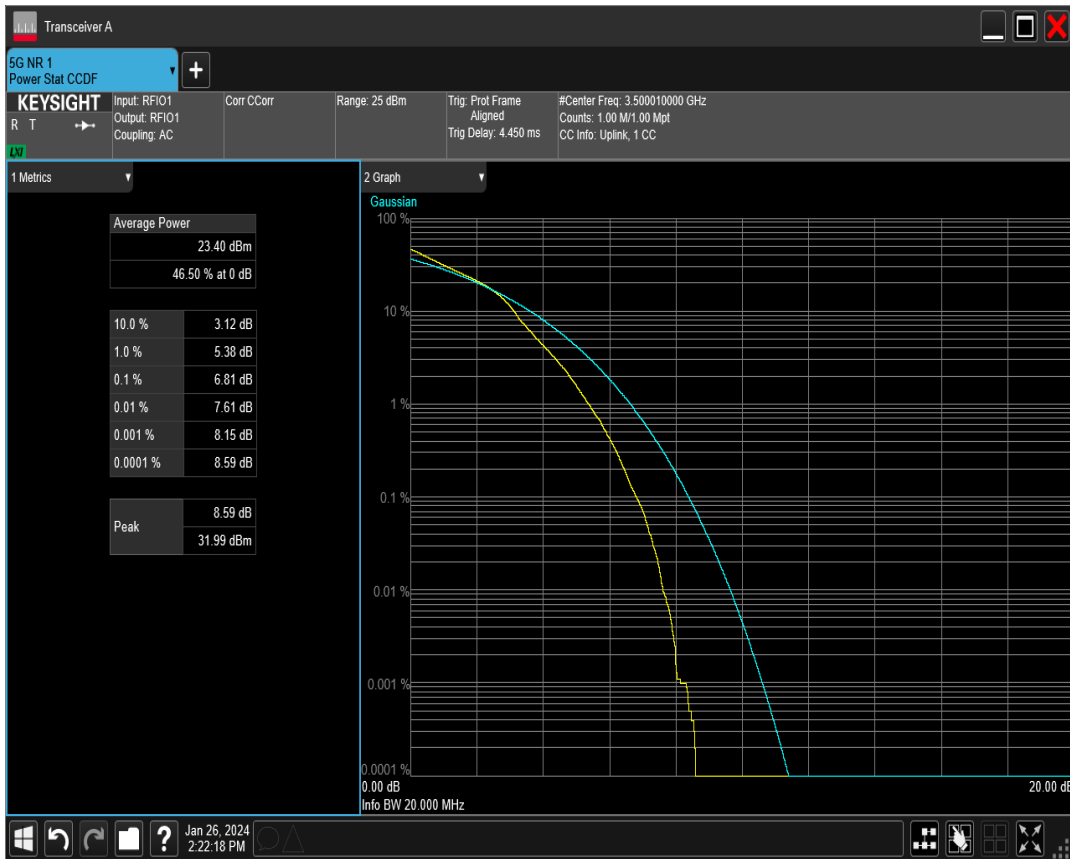 Transceiver A
5G NR 1
Power Stat CCDF
KEYSIGHT
R T
LXI
Input: RFIO1
Output: RFIO1
Coupling: AC
Corr CCorr
Range: 25 dBm
Trig: Prot Frame
Aligned
Trig Delay: 4.450 ms
#Center Freq: 3.500010000 GHz
Counts: 1.00 M/1.00 Mpt
CC Info: Uplink, 1 CC
1 Metrics
Average Power
23.40 dBm
46.50 % at 0 dB
10.0 % 3.12 dB
1.0 % 5.38 dB
0.1 % 6.81 dB
0.01 % 7.61 dB
0.001 % 8.15 dB
0.0001 % 8.59 dB
Peak
8.59 dB
31.99 dBm
2 Graph
Gaussian
100 %
10 %
1 %
0.1 %
0.01 %
0.001 %
0.0001 %
0.00 dB
20.00 dB
Info BW 20.000 MHz
?
Jan 26, 2024
2:22:18 PM